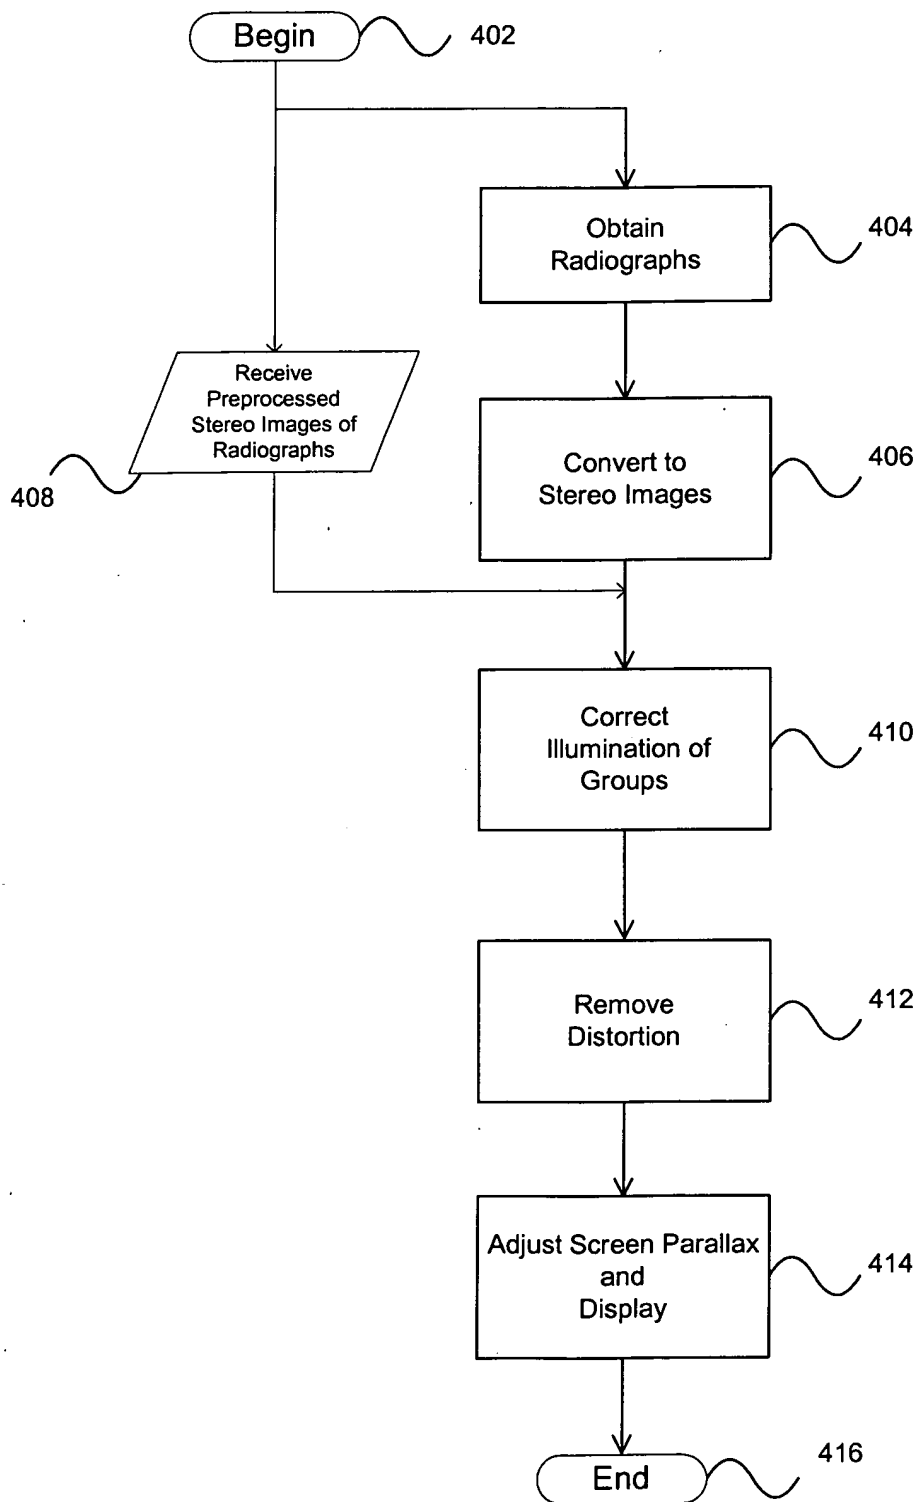 Begin
402
Obtain
Radiographs
404
Receive
Preprocessed
Stereo Images of
Radiographs
408
Convert to
Stereo Images
406
Correct
Illumination of
Groups
410
Remove
Distortion
412
Adjust Screen Parallax
and
Display
414
End
416